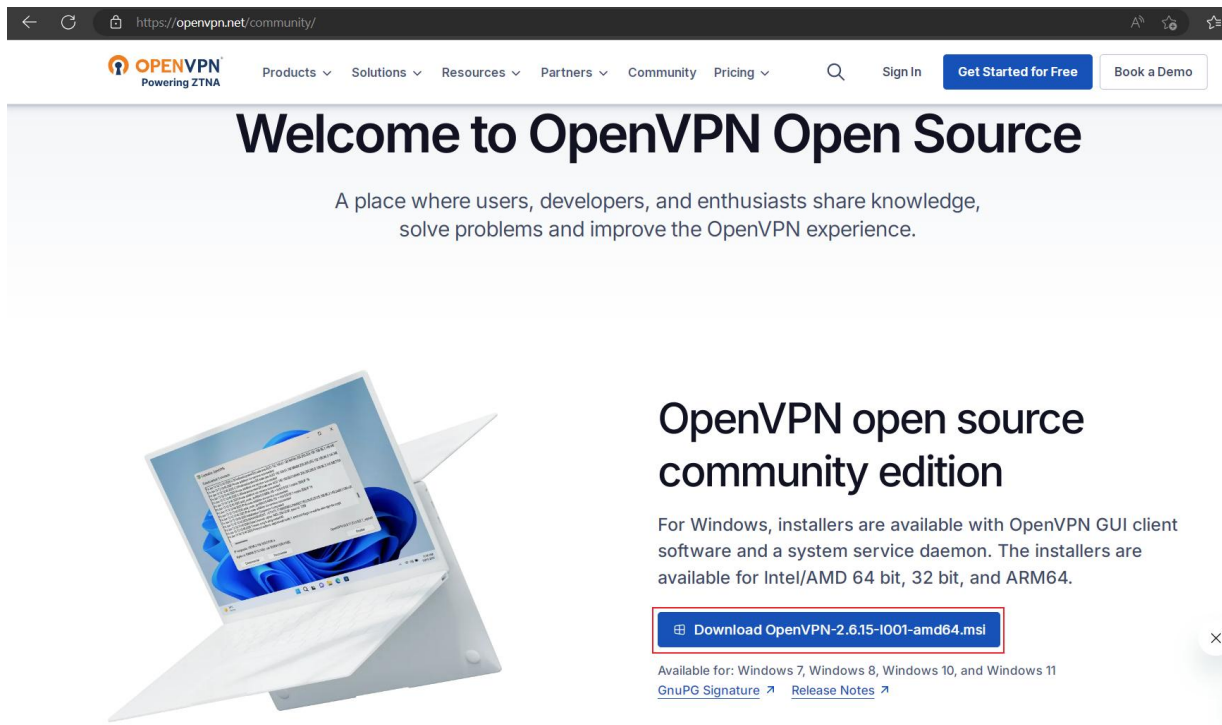 https://openvpn.net/community/
OPENVPN
Powering ZTNA
Products
Solutions
Resources
Partners
Community
Pricing
Sign In
Get Started for Free
Book a Demo
Welcome to OpenVPN Open Source
A place where users, developers, and enthusiasts share knowledge,
solve problems and improve the OpenVPN experience.
OpenVPN open source
community edition
For Windows, installers are available with OpenVPN GUI client
software and a system service daemon. The installers are
available for Intel/AMD 64 bit, 32 bit, and ARM64.
Download OpenVPN-2.6.15-I001-amd64.msi
Available for: Windows 7, Windows 8, Windows 10, and Windows 11
GnuPG Signature
Release Notes